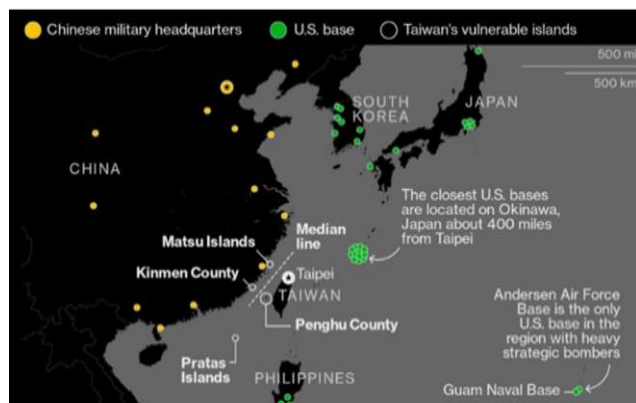 Chinese military headquarters
U.S. base
Taiwan's vulnerable islands
500 mi
500 km
SOUTH
KOREA
JAPAN
CHINA
The closest U.S. bases
are located on Okinawa,
Japan about 400 miles
from Taipei
Median
line
Matsu Islands
Kinmen County
Taipei
TAIWAN
Andersen Air Force
Base is the only
U.S. base in the
region with heavy
strategic bombers
Penghu County
Pratas
Islands
PHILIPPINES
Guam Naval Base